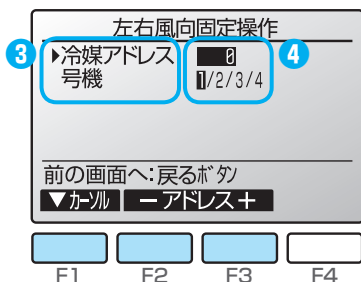 左右風向固定操作
3 ▶冷媒アドレス 0 4
号機 1/2/3/4
前の画面へ:戻るボタン
▼カーソル ーアドレス+
F1 F2 F3 F4